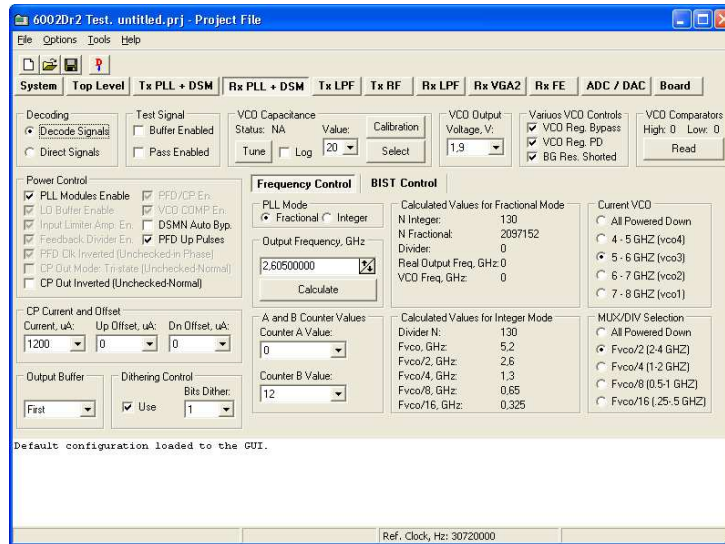 6002Dr2 Test. untitled.prj - Project File
File Options Tools Help
System Top Level Tx PLL + DSM Rx PLL + DSM Tx LPF Tx RF Rx LPF Rx VGA2 Rx FE ADC / DAC Board
Decoding
Decode Signals
Direct Signals
Test Signal
Buffer Enabled
Pass Enabled
VCO Capacitance
Status: NA Value: Calibration
Tune Log 20 Select
VCO Output
Voltage, V:
1,9
Variuos VCO Controls
VCO Reg. Bypass
VCO Reg. PD
BG Res. Shorted
VCO Comparators
High: 0 Low: 0
Read
Power Control
PLL Modules Enable PFD/CP En.
LO Buffer Enable VCO COMP En.
Input Limiter Amp. En. DSMN Auto Byp.
Feedback Divider En. PFD Up Pulses
PFD Clk Inverted (Unchecked-in Phase)
CP Out Mode: Tri-state (Unchecked-Normal)
CP Out Inverted (Unchecked-Normal)
CP Current and Offset
Current, uA: Up Offset, uA: Dn Offset, uA:
1200 0 0
Output Buffer
First
Dithering Control
Bits Dither:
Use 1
Frequency Control BIST Control
PLL Mode
Fractional Integer
Output Frequency, GHz
2,60500000
Calculate
A and B Counter Values
Counter A Value:
0
Counter B Value:
12
Calculated Values for Fractional Mode
N Integer: 130
N Fractional: 2097152
Divider: 0
Real Output Freq, GHz: 0
VCO Freq, GHz: 0
Calculated Values for Integer Mode
Divider N: 130
Fvco, GHz: 5,2
Fvco/2, GHz: 2,6
Fvco/4, GHz: 1,3
Fvco/8, GHz: 0,65
Fvco/16, GHz: 0,325
Current VCO
All Powered Down
4 - 5 GHZ (vco4)
5 - 6 GHZ (vco3)
6 - 7 GHZ (vco2)
7 - 8 GHZ (vco1)
MUX/DIV Selection
All Powered Down
Fvco/2 (2-4 GHZ)
Fvco/4 (1-2 GHZ)
Fvco/8 (0.5-1 GHZ)
Fvco/16 (.25-.5 GHZ)
Default configuration loaded to the GUI.
Ref. Clock, Hz: 30720000